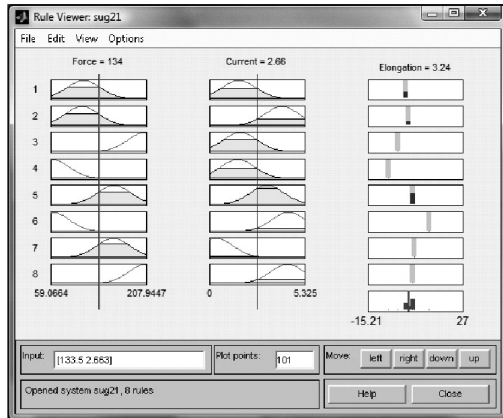 Rule Viewer: sug21
File Edit View Options
Force = 134
Current = 2.66
Elongation = 3.24
1
2
3
4
5
6
7
8
59.0664 207.9447
0 5.325
-15.21 27
Input: [133.5 2.663]
Plot points: 101
Move: left right down up
Opened system sug21, 8 rules
Help Close